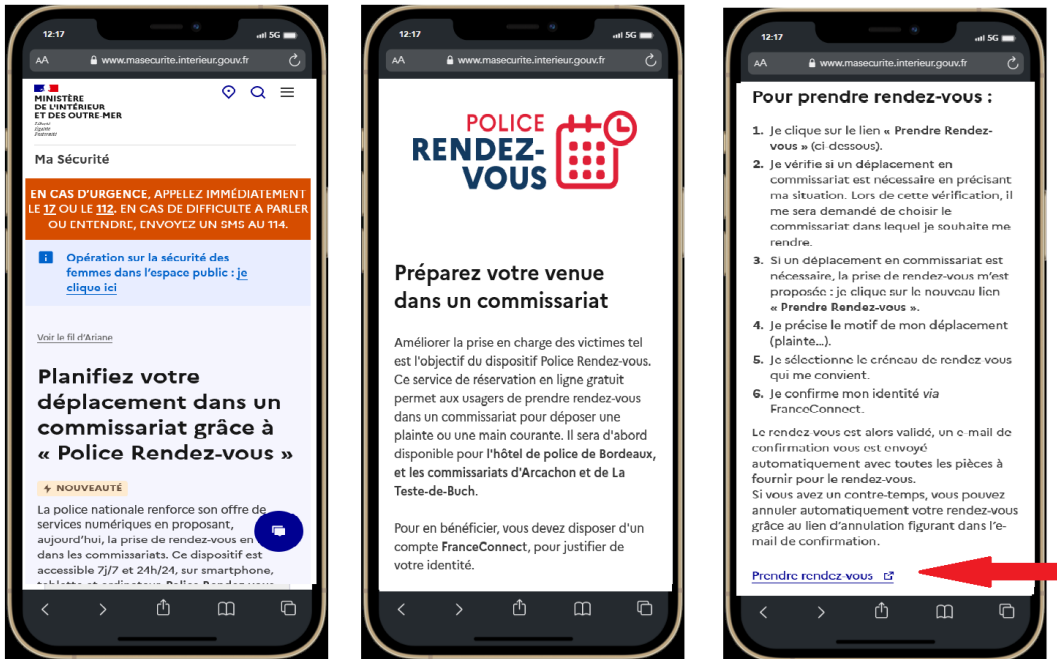 12:17
5G
AA
www.masecurite.interieur.gouv.fr
MINISTÈRE
DE L'INTÉRIEUR
ET DES OUTRE-MER
Liberté
Égalité
Fraternité
Ma Sécurité
EN CAS D'URGENCE, APPELEZ IMMÉDIATEMENT
LE 17 OU LE 112. EN CAS DE DIFFICULTE A PARLER
OU ENTENDRE, ENVOYEZ UN SMS AU 114.
Opération sur la sécurité des
femmes dans l'espace public : je
clique ici
Voir le fil d'Ariane
Planifiez votre
déplacement dans un
commissariat grâce à
« Police Rendez-vous »
NOUVEAUTÉ
La police nationale renforce son offre de
services numériques en proposant,
aujourd'hui, la prise de rendez-vous en
dans les commissariats. Ce dispositif est
accessible 7j/7 et 24h/24, sur smartphone,
tablette et ordinateur. Police Rendez-vous
12:17
5G
AA
www.masecurite.interieur.gouv.fr
POLICE
RENDEZ-
VOUS
Préparez votre venue
dans un commissariat
Améliorer la prise en charge des victimes tel
est l'objectif du dispositif Police Rendez-vous.
Ce service de réservation en ligne gratuit
permet aux usagers de prendre rendez-vous
dans un commissariat pour déposer une
plainte ou une main courante. Il sera d'abord
disponible pour l'hôtel de police de Bordeaux,
et les commissariats d'Arcachon et de La
Teste-de-Buch.
Pour en bénéficier, vous devez disposer d'un
compte FranceConnect, pour justifier de
votre identité.
12:17
5G
AA
www.masecurite.interieur.gouv.fr
Pour prendre rendez-vous :
1. Je clique sur le lien « Prendre Rendez-
vous » (ci-dessous).
2. Je vérifie si un déplacement en
commissariat est nécessaire en précisant
ma situation. Lors de cette vérification, il
me sera demandé de choisir le
commissariat dans lequel je souhaite me
rendre.
3. Si un déplacement en commissariat est
nécessaire, la prise de rendez-vous m'est
proposée : je clique sur le nouveau lien
« Prendre Rendez-vous ».
4. Je précise le motif de mon déplacement
(plainte...).
5. Je sélectionne le créneau de rendez-vous
qui me convient.
6. Je confirme mon identité via
FranceConnect.
Le rendez-vous est alors validé, un e-mail de
confirmation vous est envoyé
automatiquement avec toutes les pièces à
fournir pour le rendez-vous.
Si vous avez un contre-temps, vous pouvez
annuler automatiquement votre rendez-vous
grâce au lien d'annulation figurant dans l'e-
mail de confirmation.
Prendre rendez-vous